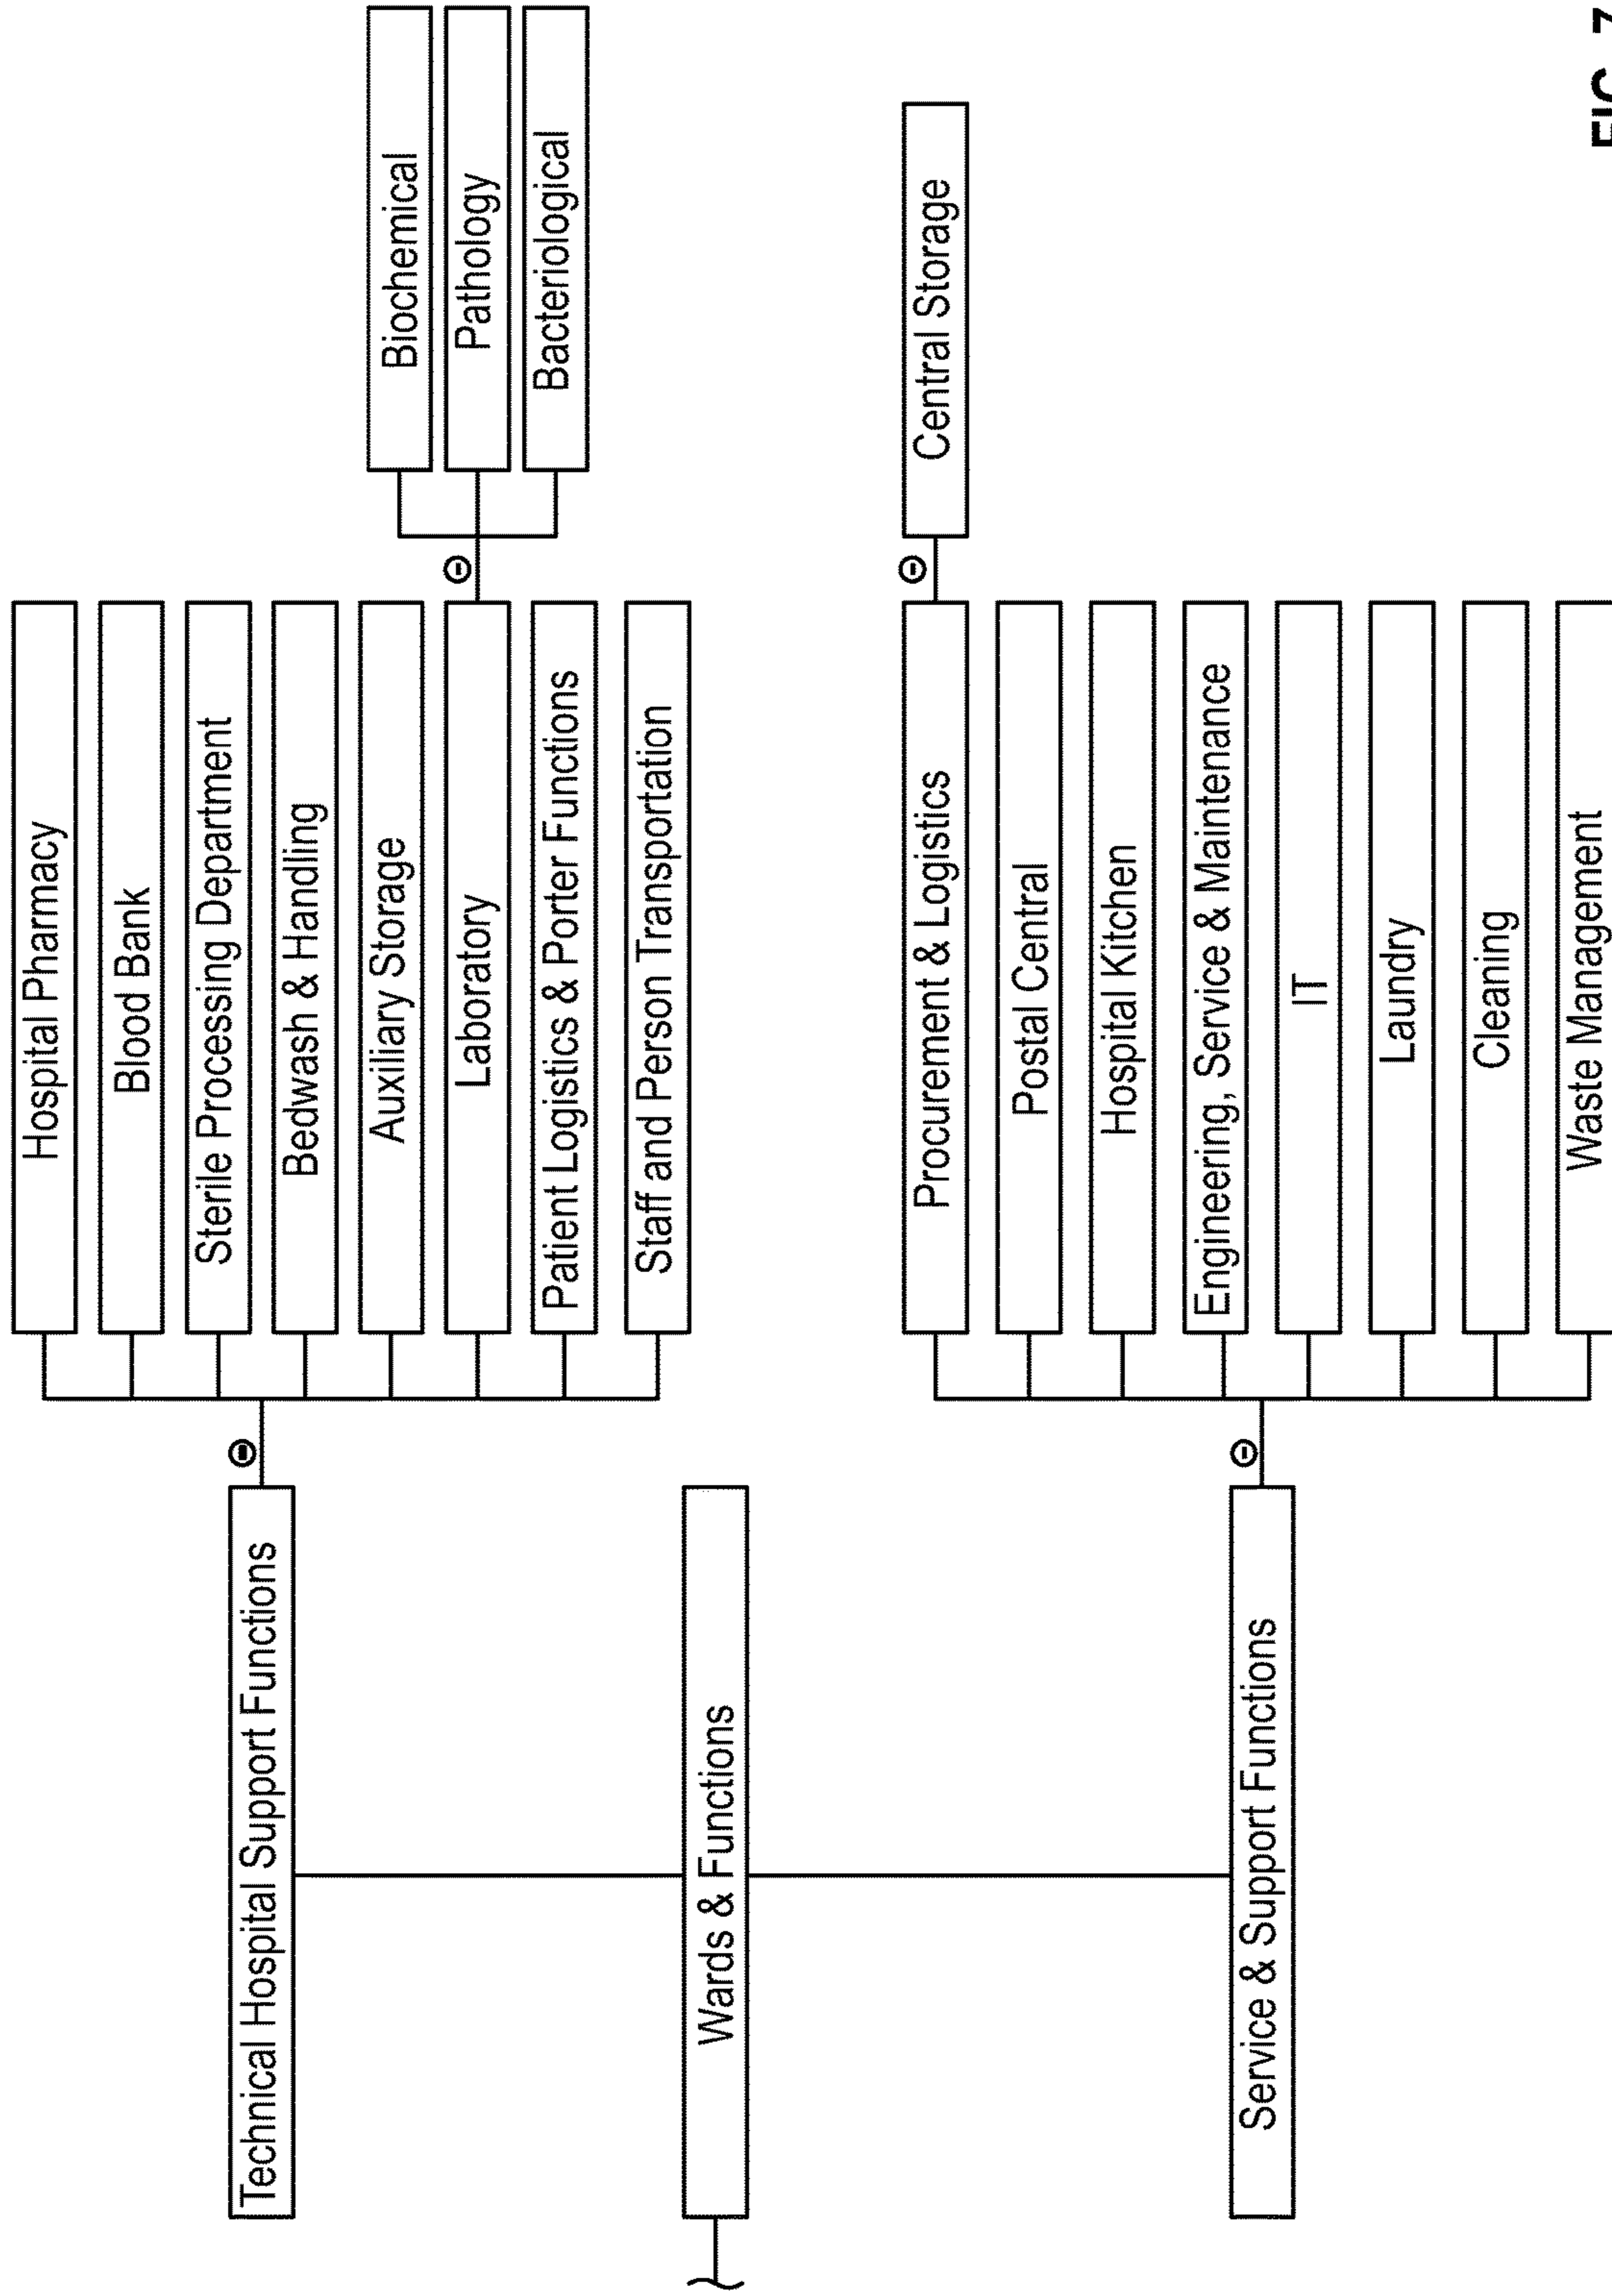 Technical Hospital Support Functions
Hospital Pharmacy
Blood Bank
Sterile Processing Department
Bedwash & Handling
Auxiliary Storage
Laboratory
Patient Logistics & Porter Functions
Staff and Person Transportation
Biochemical
Pathology
Bacteriological
Wards & Functions
Service & Support Functions
Procurement & Logistics
Postal Central
Hospital Kitchen
Engineering, Service & Maintenance
IT
Laundry
Cleaning
Waste Management
Central Storage
FIG. 7